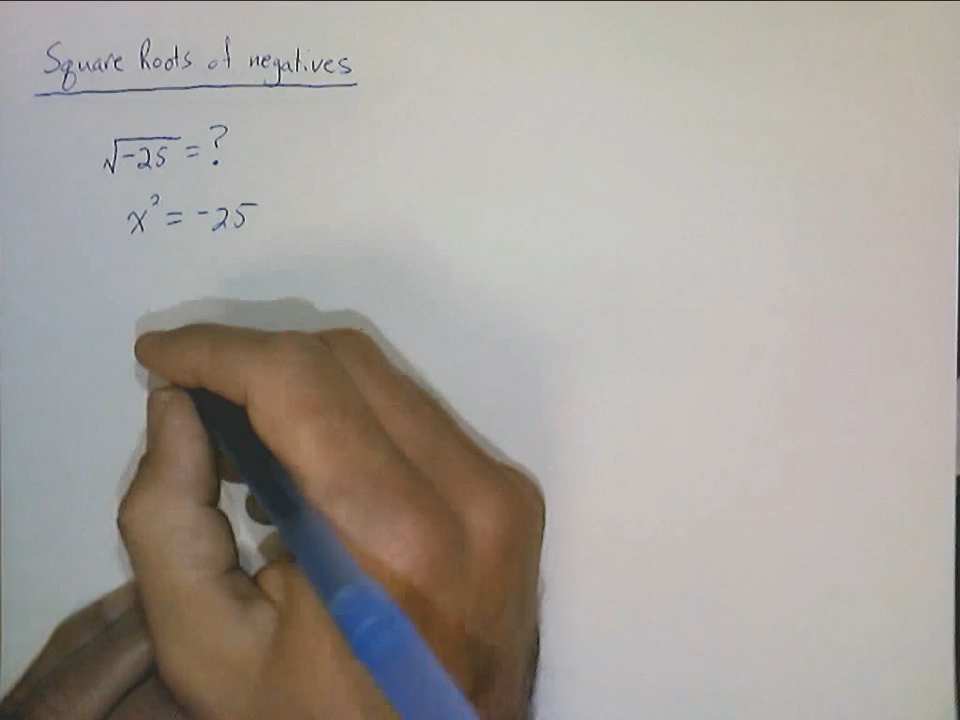 Square Roots of negatives
√-25 = ?
x² = -25